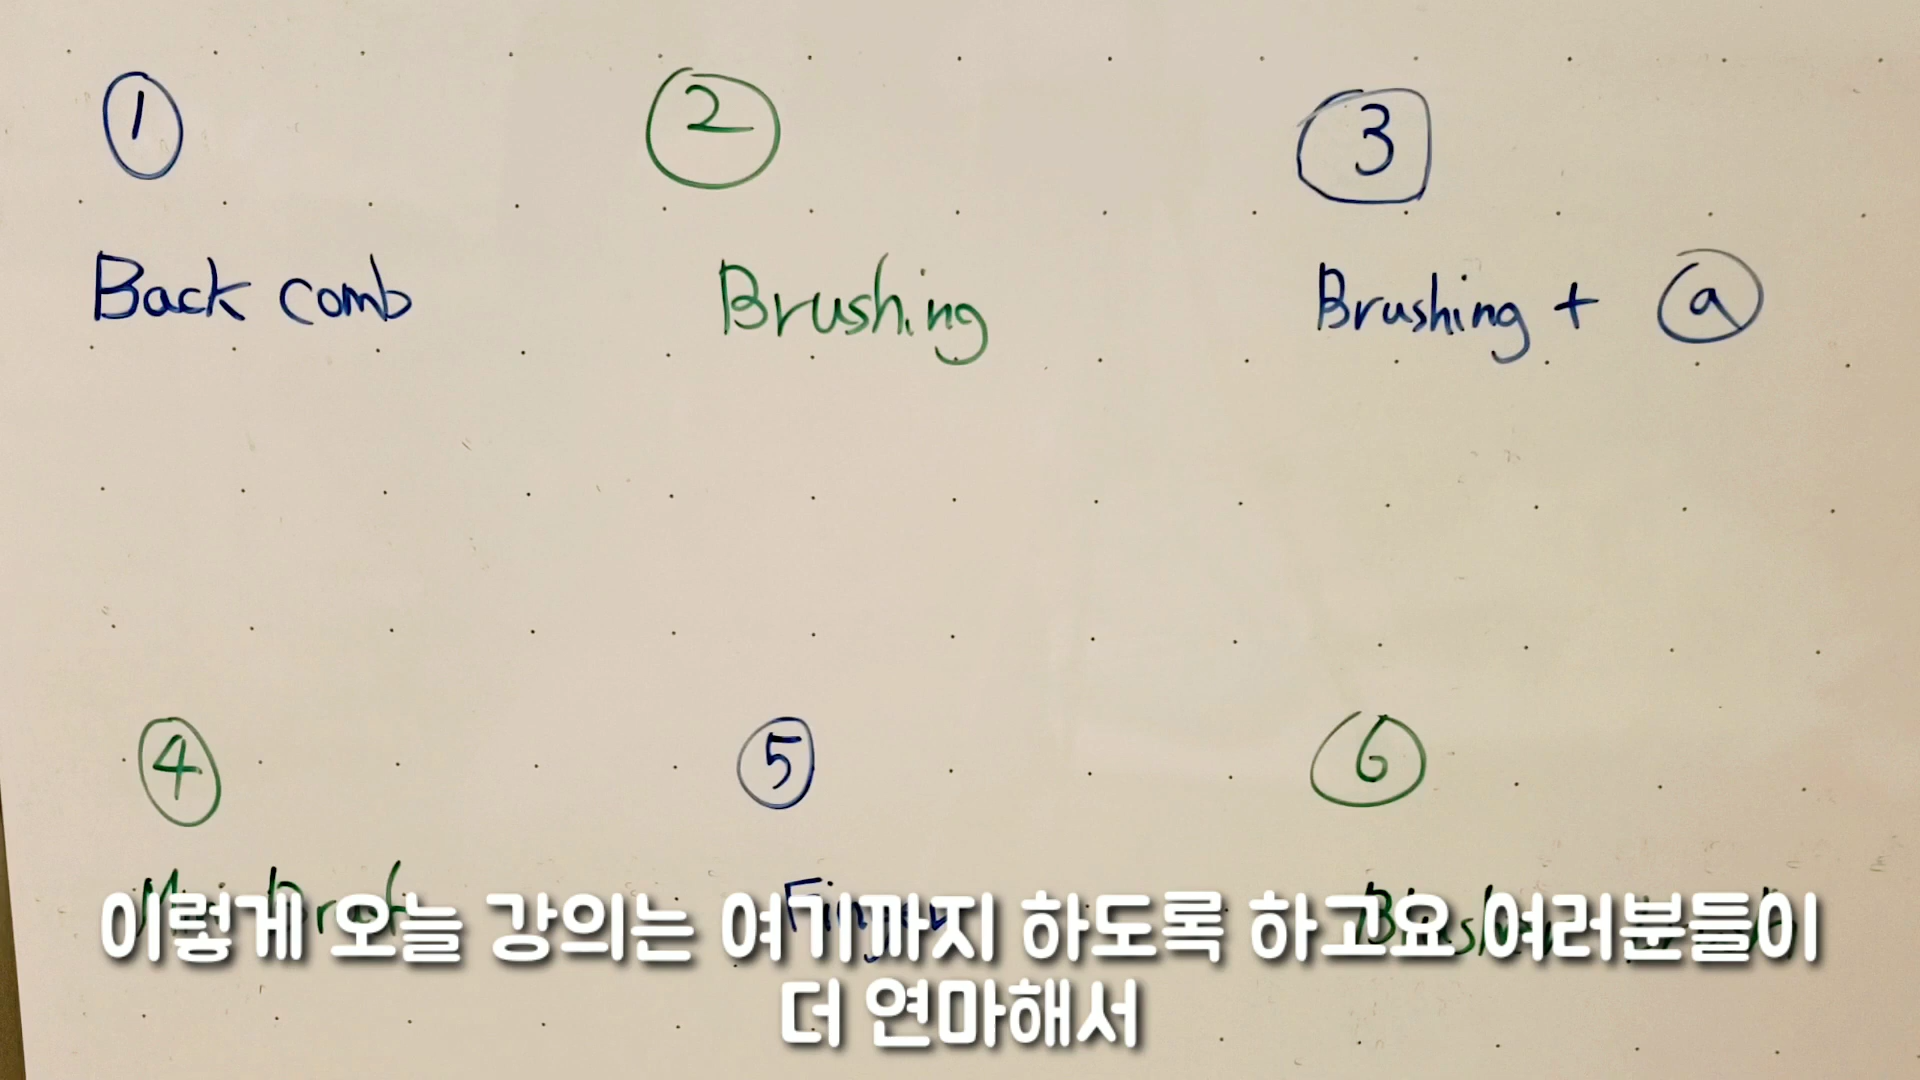 1
2
3
Back comb
Brushing
Brushing + a
4
5
6
Finger
이렇게 오늘 강의는 여기까지 하도록 하고요 여러분들이
더 연마해서